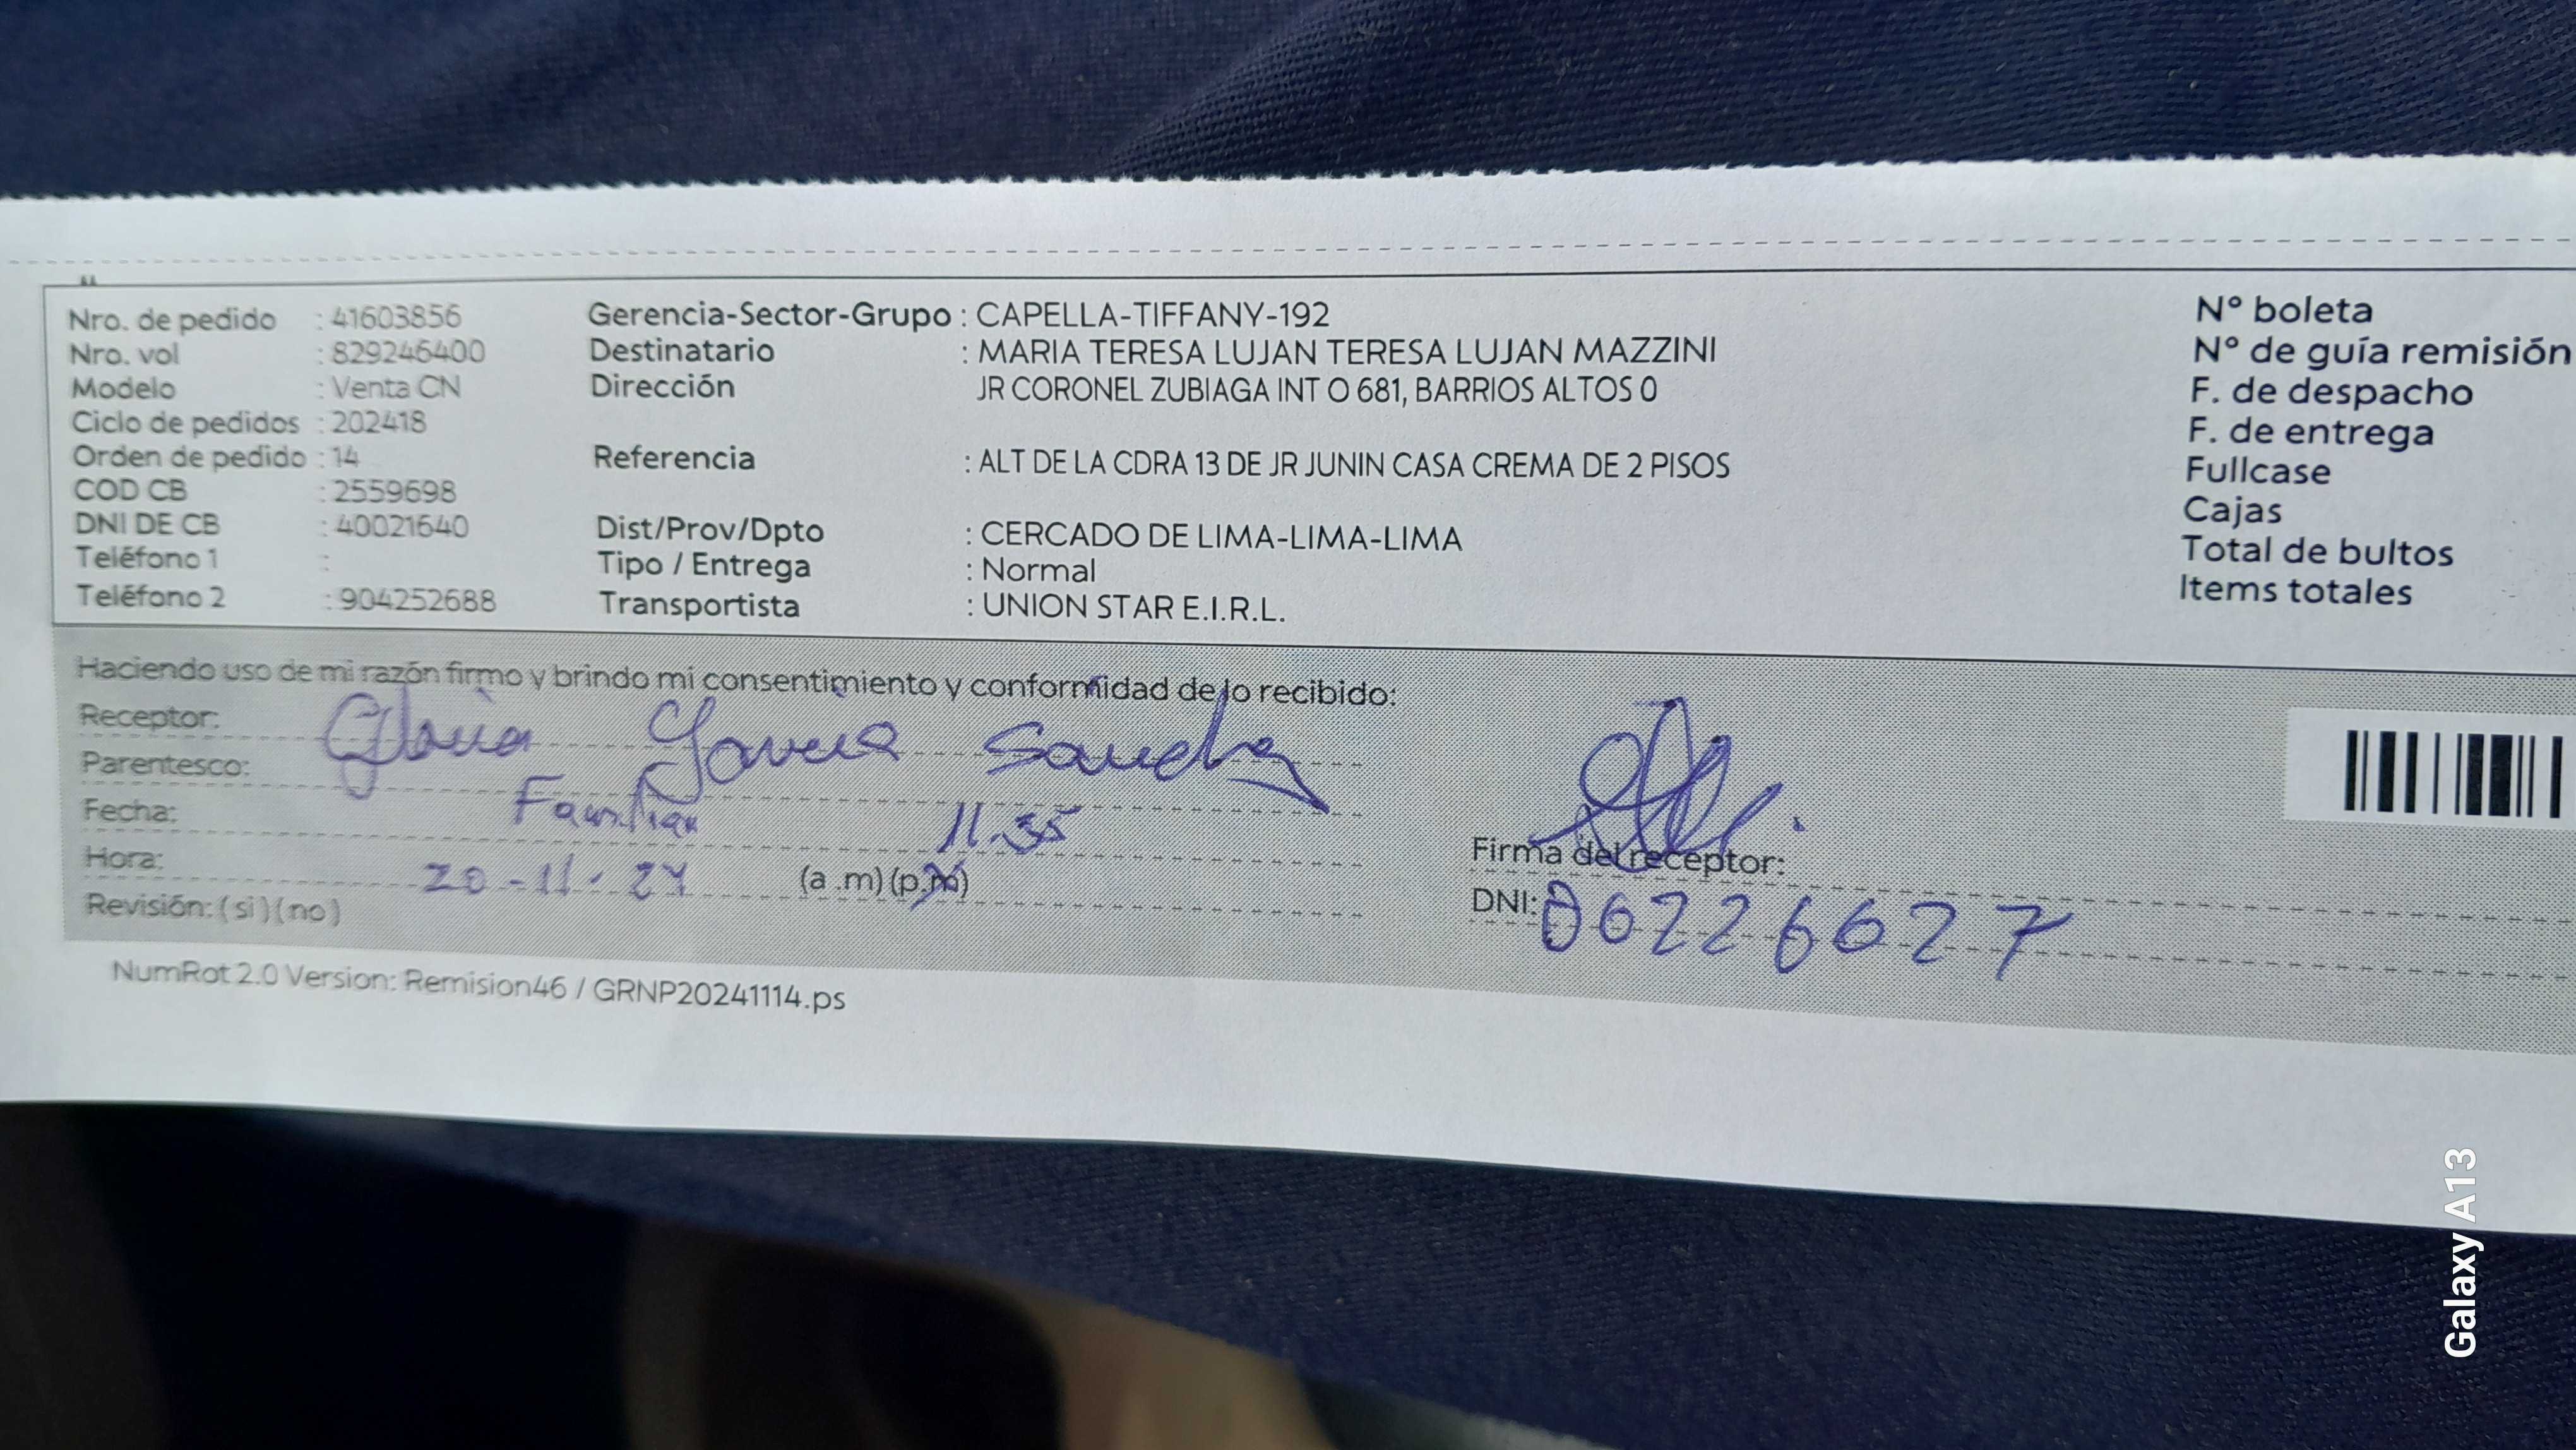 Nro. de pedido : 41603856
Nro. vol : 829246400
Modelo : Venta CN
Ciclo de pedidos : 202418
Orden de pedido : 14
COD CB : 2559698
DNI DE CB : 40021640
Teléfono 1 :
Teléfono 2 : 904252688
Gerencia-Sector-Grupo : CAPELLA-TIFFANY-192
Destinatario : MARIA TERESA LUJAN TERESA LUJAN MAZZINI
Dirección JR CORONEL ZUBIAGA INT O 681, BARRIOS ALTOS 0
Referencia : ALT DE LA CDRA 13 DE JR JUNIN CASA CREMA DE 2 PISOS
Dist/Prov/Dpto : CERCADO DE LIMA-LIMA-LIMA
Tipo / Entrega : Normal
Transportista : UNION STAR E.I.R.L.
Nº boleta
Nº de guía remisión
F. de despacho
F. de entrega
Fullcase
Cajas
Total de bultos
Items totales
Haciendo uso de mi razón firmo y brindo mi consentimiento y conformidad de lo recibido:
Receptor: Gloria
Parentesco: Familiar
Fecha: 11.35
Hora: 20-11-24 (a .m) (p.m)
Revisión: (si) (no)
Firma del receptor:
DNI: 06226627
NumRot 2.0 Version: Remision46 / GRNP20241114.ps
Galaxy A13